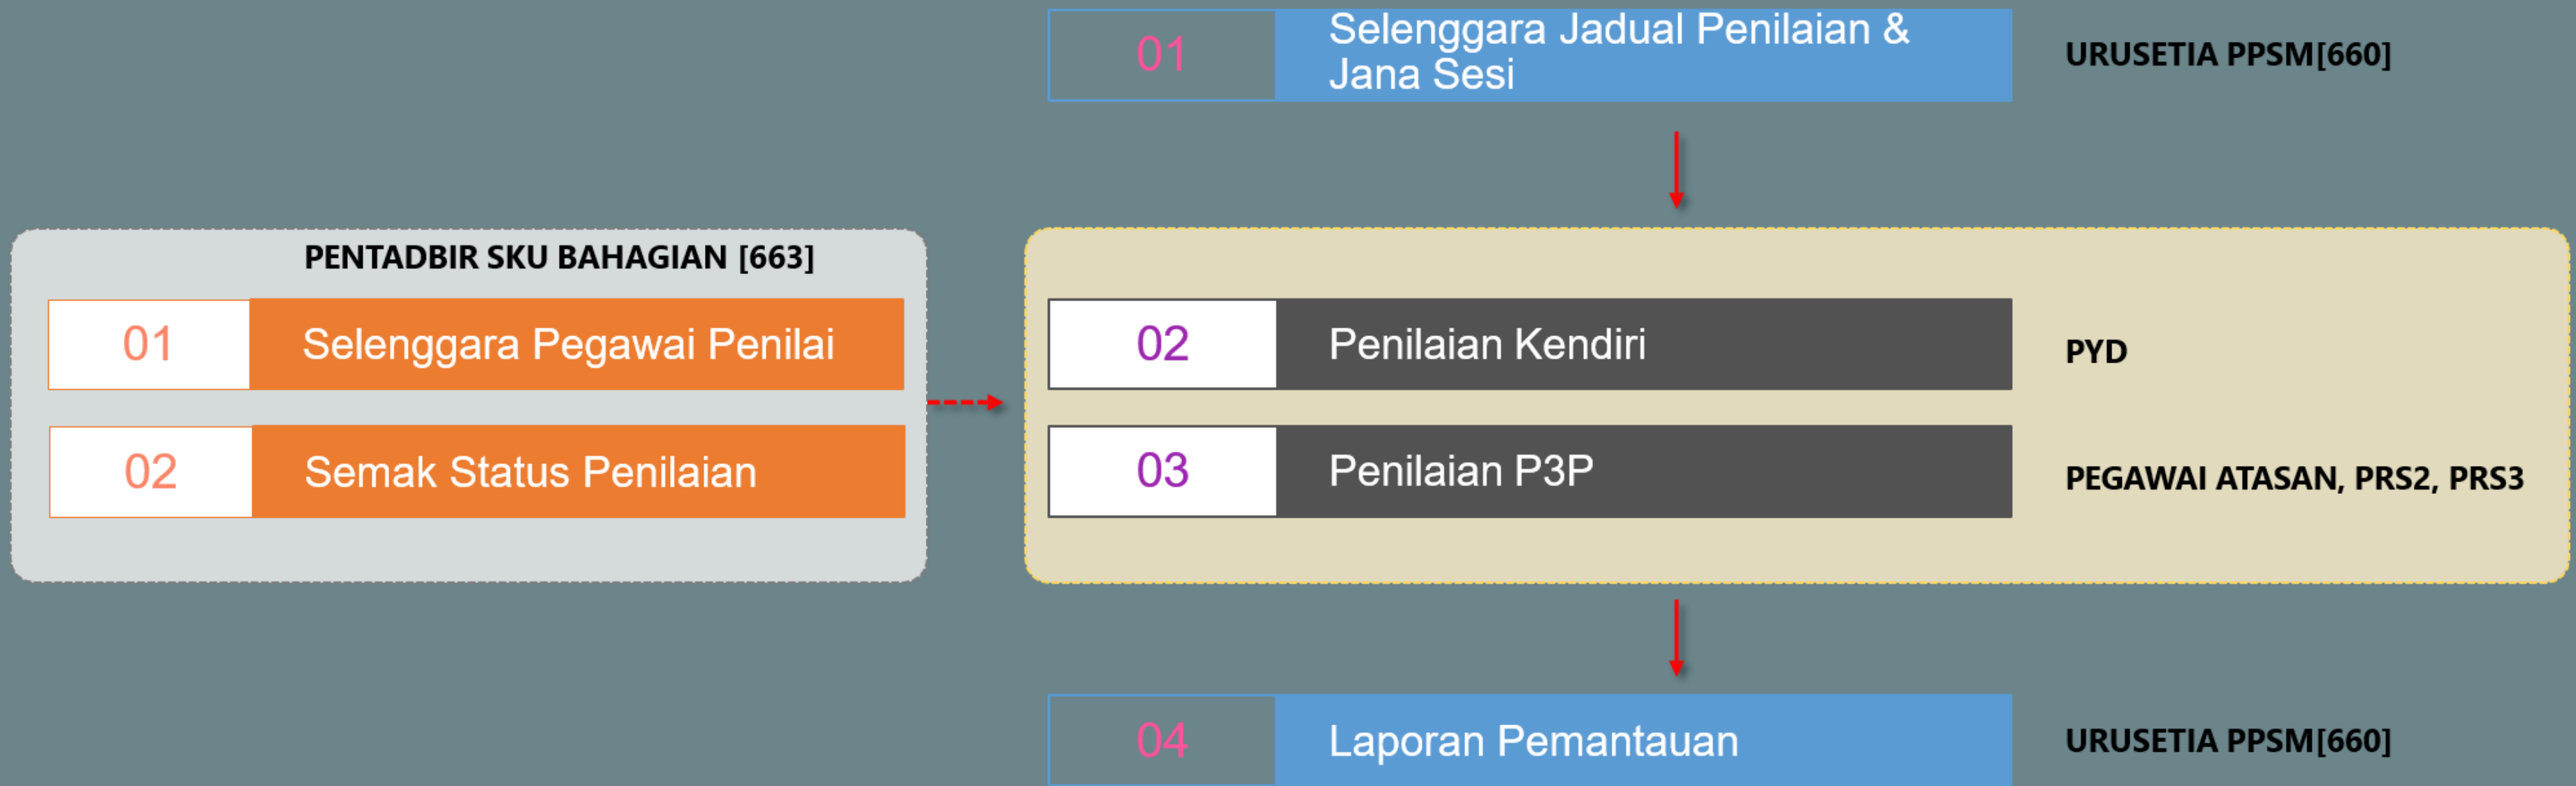 01
Selenggara Jadual Penilaian &
Jana Sesi
URUSETIA PPSM[660]
PENTADBIR SKU BAHAGIAN [663]
01
Selenggara Pegawai Penilai
02
Semak Status Penilaian
02
Penilaian Kendiri
PYD
03
Penilaian P3P
PEGAWAI ATASAN, PRS2, PRS3
04
Laporan Pemantauan
URUSETIA PPSM[660]